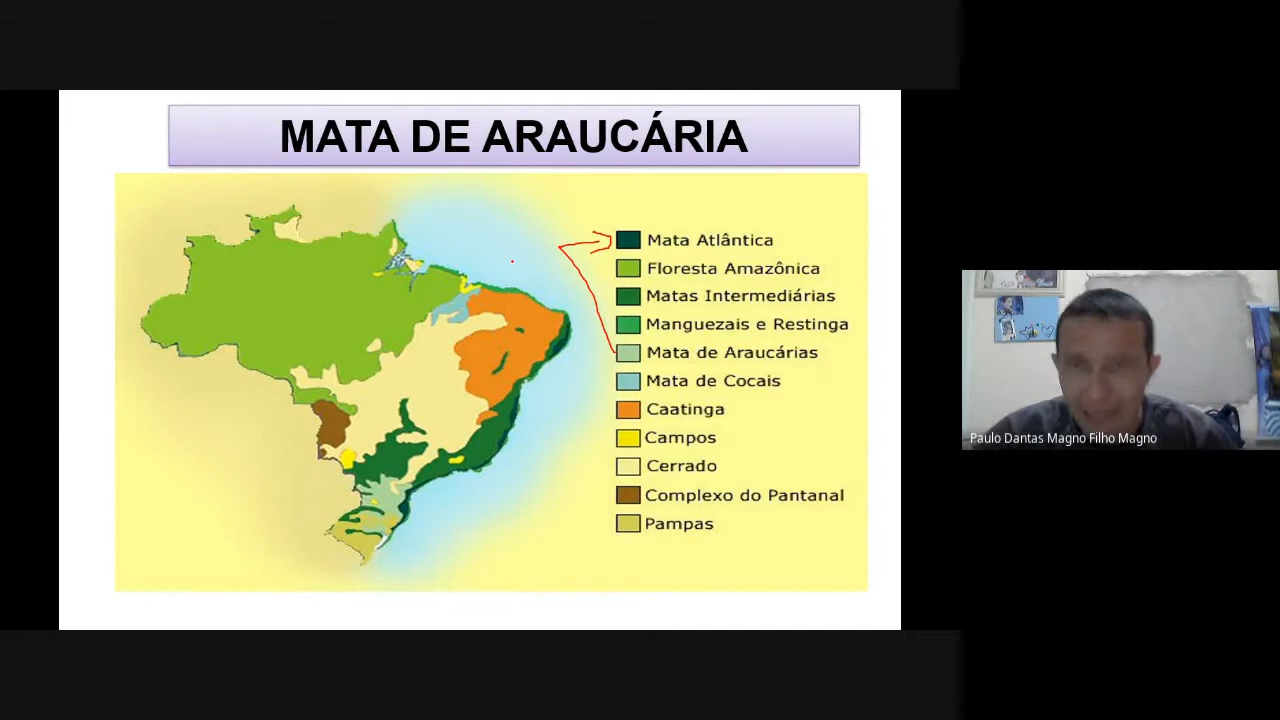 MATA DE ARAUCÁRIA
Mata Atlântica
Floresta Amazônica
Matas Intermediárias
Manguezais e Restinga
Mata de Araucárias
Mata de Cocais
Caatinga
Campos
Cerrado
Complexo do Pantanal
Pampas
Paulo Dantas Magno Filho Magno